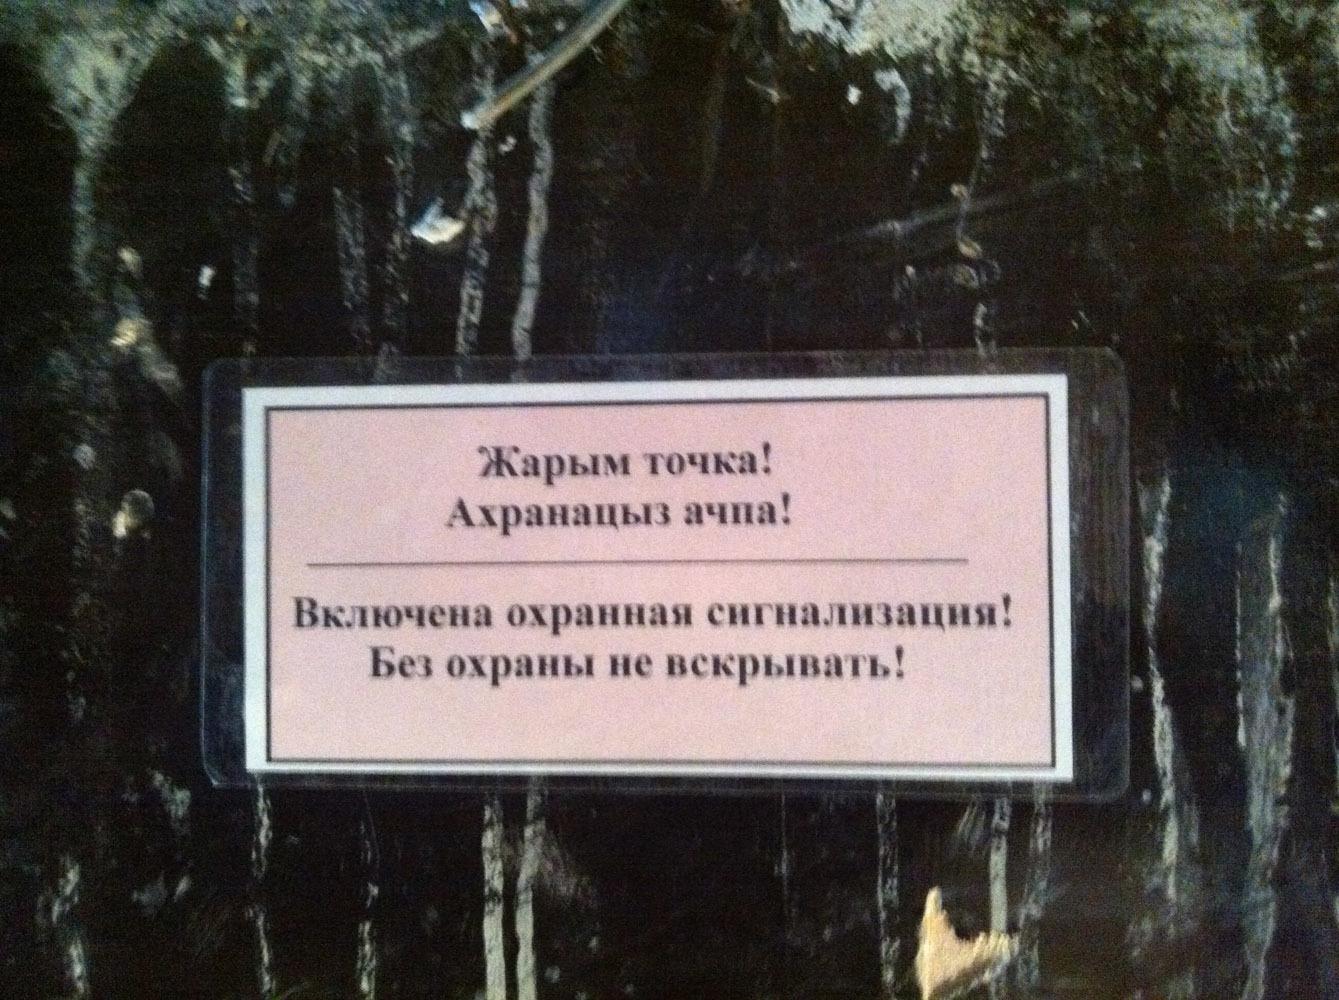 Жарым точка!
Ахранацыз ачпа!
Включена охранная сигнализация!
Без охраны не вскрывать!